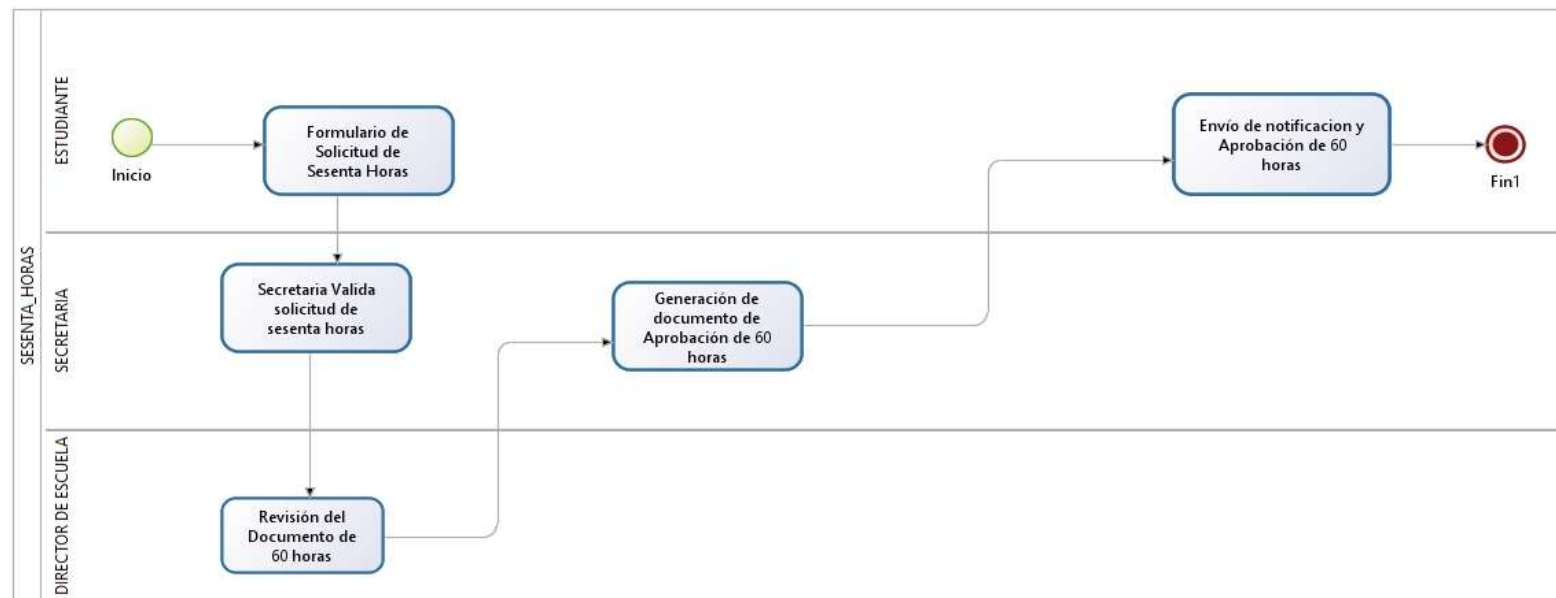 SESENTA_HORAS
ESTUDIANTE
Inicio
Formulario de
Solicitud de
Sesenta Horas
Envío de notificacion y
Aprobación de 60
horas
Fin1
SECRETARIA
Secretaria Valida
solicitud de
sesenta horas
Generación de
documento de
Aprobación de 60
horas
DIRECTOR DE ESCUELA
Revisión del
Documento de
60 horas